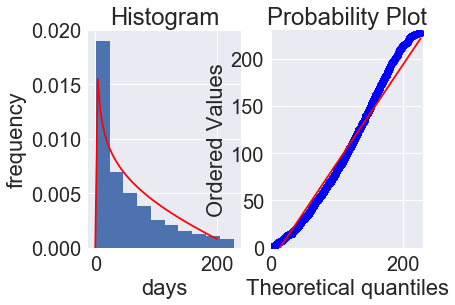 Histogram
frequency
0.020
0.015
0.010
0.005
0.000
0
200
days
Probability Plot
Ordered Values
200
150
100
50
0
0
200
Theoretical quantiles